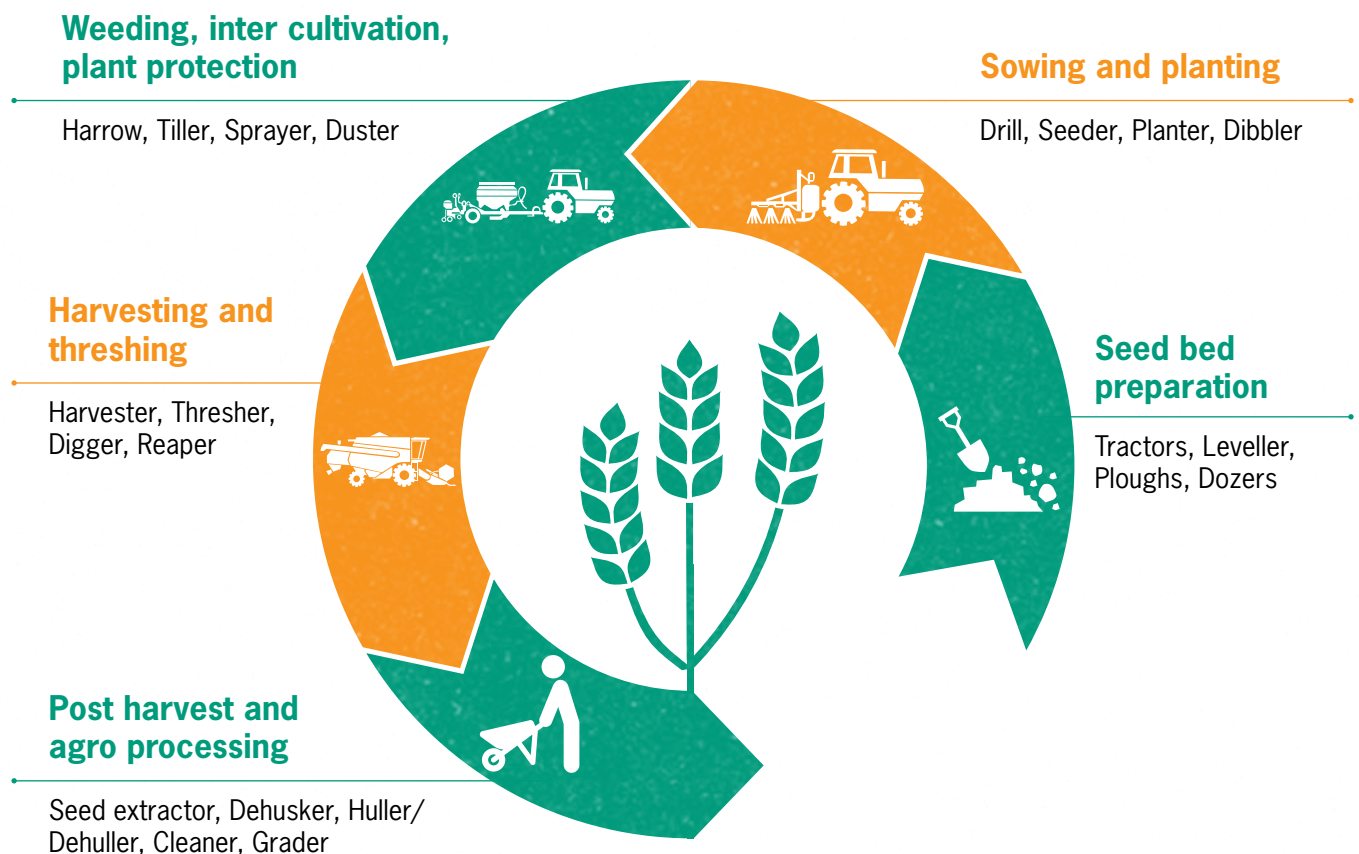 Weeding, inter cultivation,
plant protection
Harrow, Tiller, Sprayer, Duster
Sowing and planting
Drill, Seeder, Planter, Dibbler
Harvesting and
threshing
Harvester, Thresher,
Digger, Reaper
Seed bed
preparation
Tractors, Leveller,
Ploughs, Dozers
Post harvest and
agro processing
Seed extractor, Dehusker, Huller/
Dehuller, Cleaner, Grader